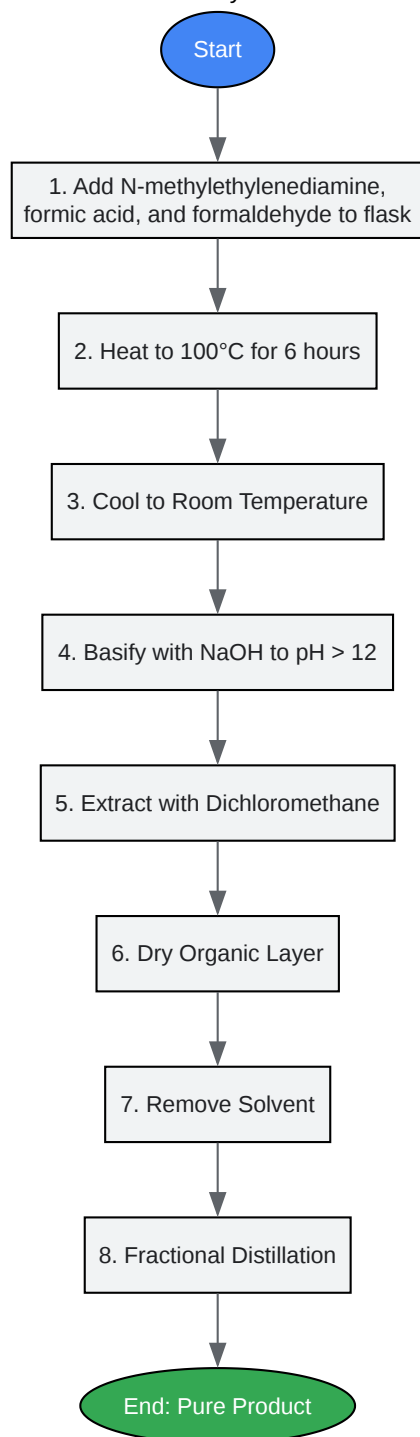 Start
1. Add N-methylethylenediamine,
formic acid, and formaldehyde to flask
2. Heat to 100°C for 6 hours
3. Cool to Room Temperature
4. Basify with NaOH to pH > 12
5. Extract with Dichloromethane
6. Dry Organic Layer
7. Remove Solvent
8. Fractional Distillation
End: Pure Product